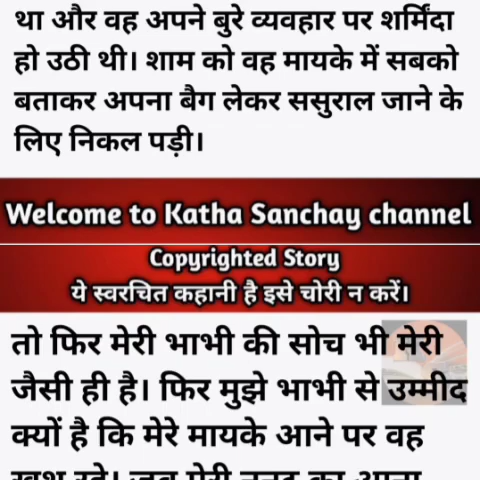 था और वह अपने बुरे व्यवहार पर शर्मिंदा
हो उठी थी। शाम को वह मायके में सबको
बताकर अपना बैग लेकर ससुराल जाने के
लिए निकल पड़ी।
Welcome to Katha Sanchay channel
Copyrighted Story
ये स्वरचित कहानी है इसे चोरी न करें।
तो फिर मेरी भाभी की सोच भी मेरी
जैसी ही है। फिर मुझे भाभी से उम्मीद
क्यों है कि मेरे मायके आने पर वह